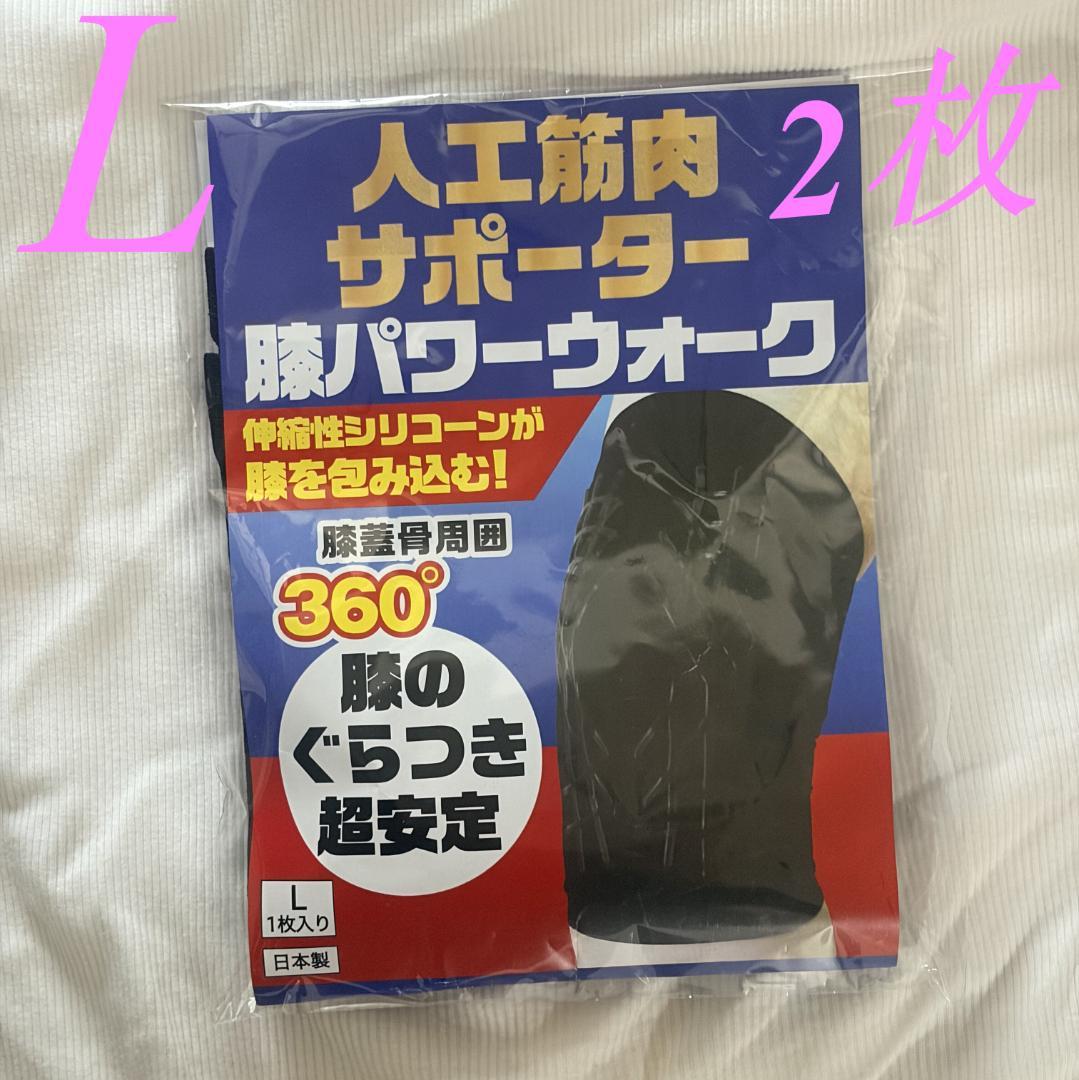 L
2枚
人工筋肉
サポーター
膝パワーウォーク
伸縮性シリコーンが
膝を包み込む!
膝蓋骨周囲
360°
膝の
ぐらつき
超安定
L
1枚入り
日本製